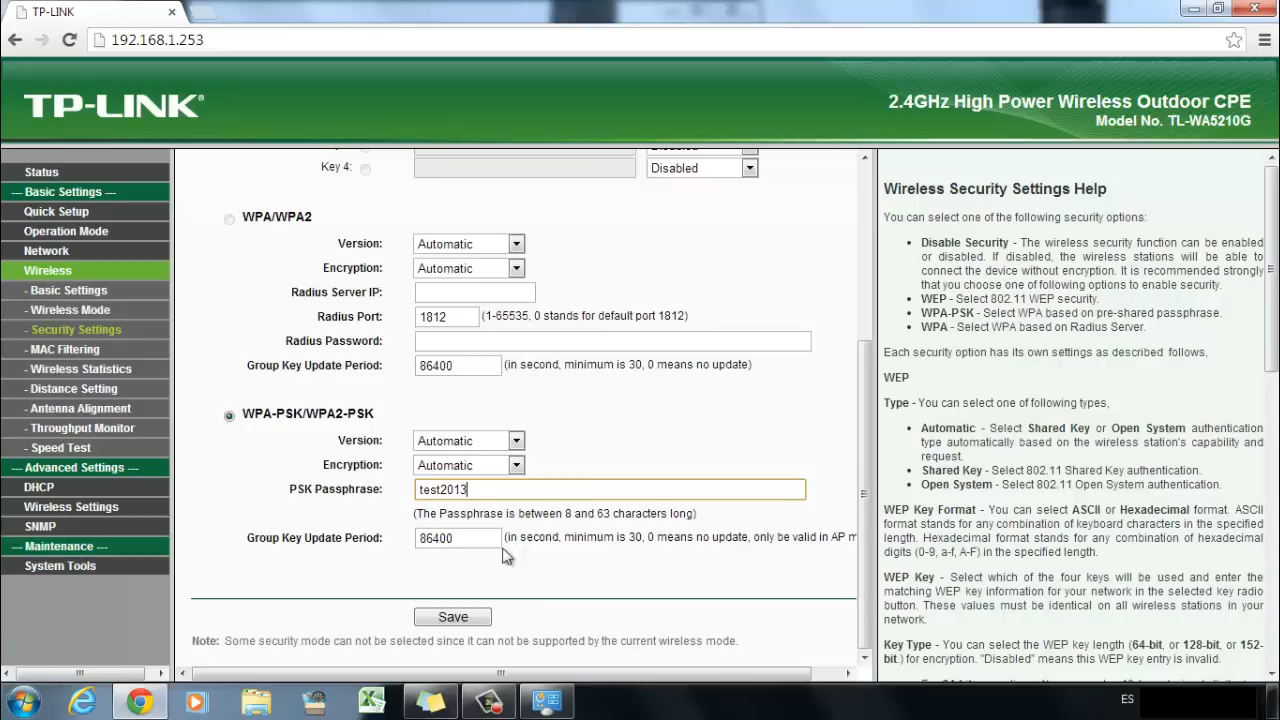 TP-LINK
192.168.1.253
TP-LINK®
2.4GHz High Power Wireless Outdoor CPE
Model No. TL-WA5210G
Status
--- Basic Settings ---
Quick Setup
Operation Mode
Network
Wireless
- Basic Settings
- Wireless Mode
- Security Settings
- MAC Filtering
- Wireless Statistics
- Distance Setting
- Antenna Alignment
- Throughput Monitor
- Speed Test
--- Advanced Settings ---
DHCP
Wireless Settings
SNMP
--- Maintenance ---
System Tools
Key 4:
Disabled
WPA/WPA2
Version: Automatic
Encryption: Automatic
Radius Server IP:
Radius Port: 1812 (1-65535, 0 stands for default port 1812)
Radius Password:
Group Key Update Period: 86400 (in second, minimum is 30, 0 means no update)
WPA-PSK/WPA2-PSK
Version: Automatic
Encryption: Automatic
PSK Passphrase: test2013
(The Passphrase is between 8 and 63 characters long)
Group Key Update Period: 86400 (in second, minimum is 30, 0 means no update, only be valid in AP m
Save
Note: Some security mode can not be selected since it can not be supported by the current wireless mode.
Wireless Security Settings Help
You can select one of the following security options:
• Disable Security - The wireless security function can be enabled
or disabled. If disabled, the wireless stations will be able to
connect the device without encryption. It is recommended strongly
that you choose one of following options to enable security.
• WEP - Select 802.11 WEP security.
• WPA-PSK - Select WPA based on pre-shared passphrase.
• WPA - Select WPA based on Radius Server.
Each security option has its own settings as described follows,
WEP
Type - You can select one of following types,
• Automatic - Select Shared Key or Open System authentication
type automatically based on the wireless station's capability and
request.
• Shared Key - Select 802.11 Shared Key authentication.
• Open System - Select 802.11 Open System authentication.
WEP Key Format - You can select ASCII or Hexadecimal format. ASCII
format stands for any combination of keyboard characters in the specified
length. Hexadecimal format stands for any combination of hexadecimal
digits (0-9, a-f, A-F) in the specified length.
WEP Key - Select which of the four keys will be used and enter the
matching WEP key information for your network in the selected key radio
button. These values must be identical on all wireless stations in your
network.
Key Type - You can select the WEP key length (64-bit, or 128-bit, or 152-
bit.) for encryption. "Disabled" means this WEP key entry is invalid.
ES